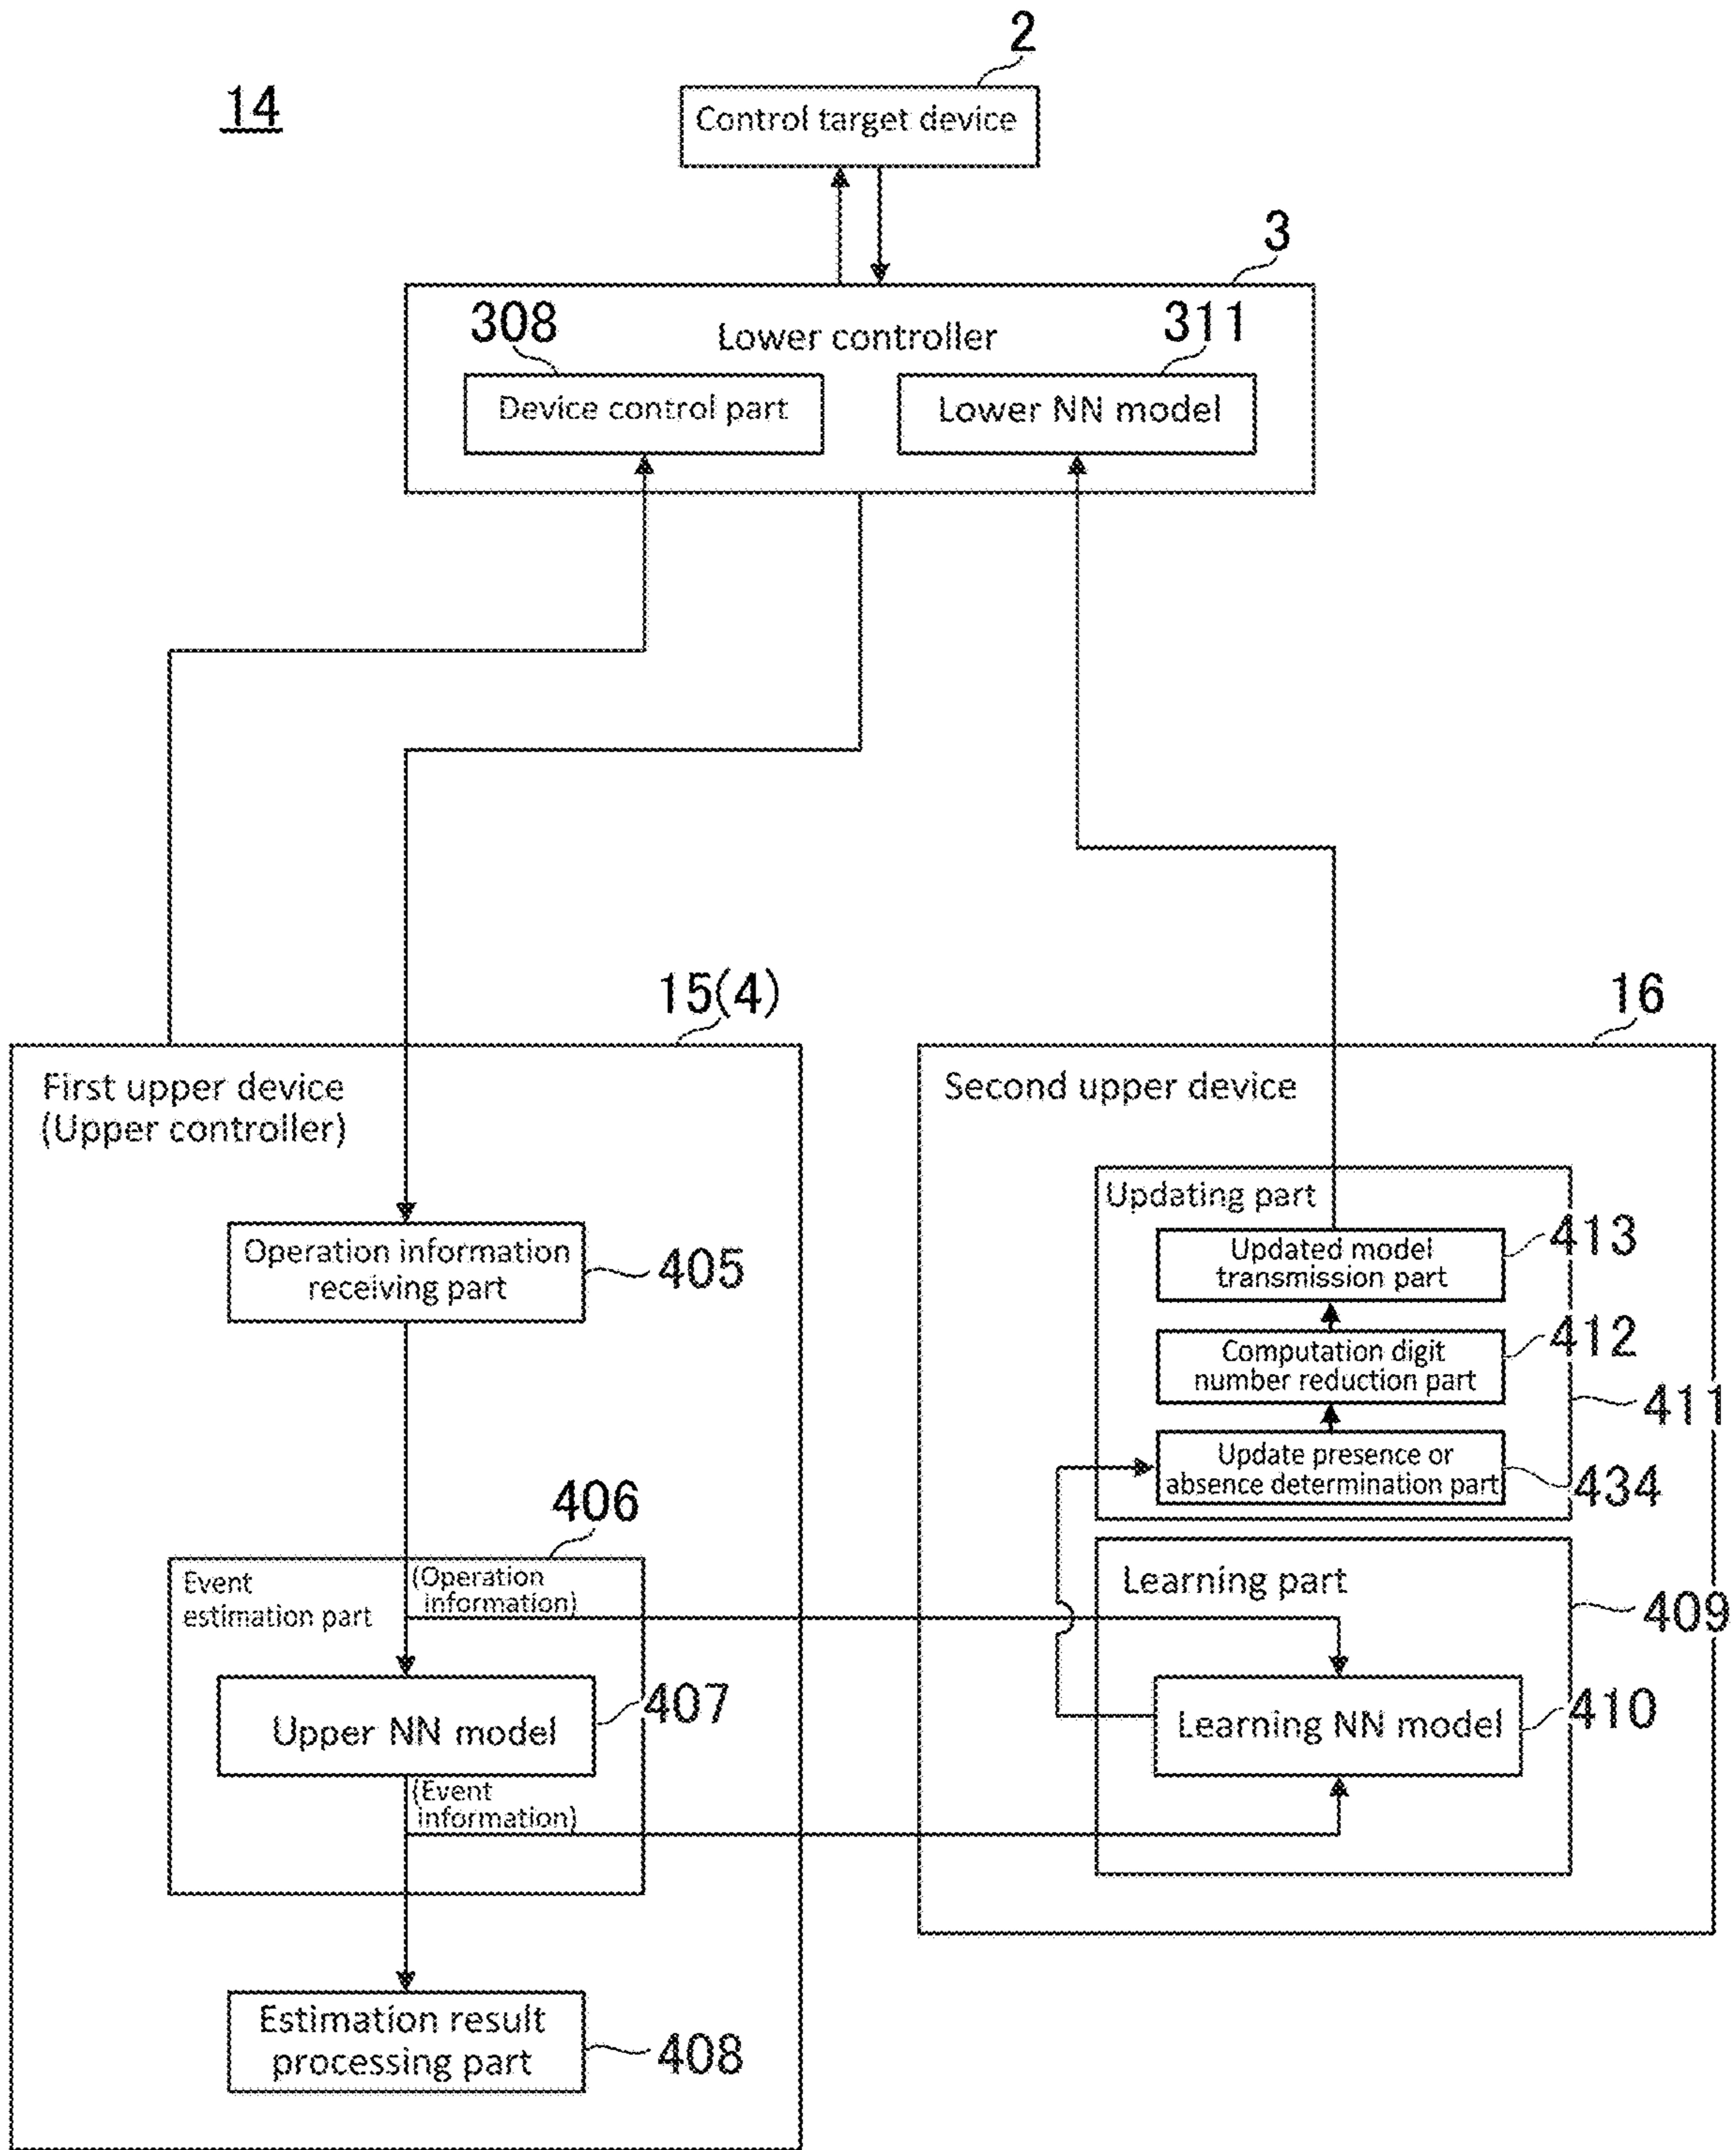 2
14
Control target device
3
308
311
Lower controller
Device control part
Lower NN model
15(4)
16
First upper device
(Upper controller)
Second upper device
Updating part
Operation information
receiving part
405
Updated model
transmission part
413
Computation digit
number reduction part
412
411
Update presence or
absence determination part
434
406
Event
estimation part
(Operation
information)
Learning part
409
Upper NN model
407
Learning NN model
410
(Event
information)
Estimation result
processing part
408